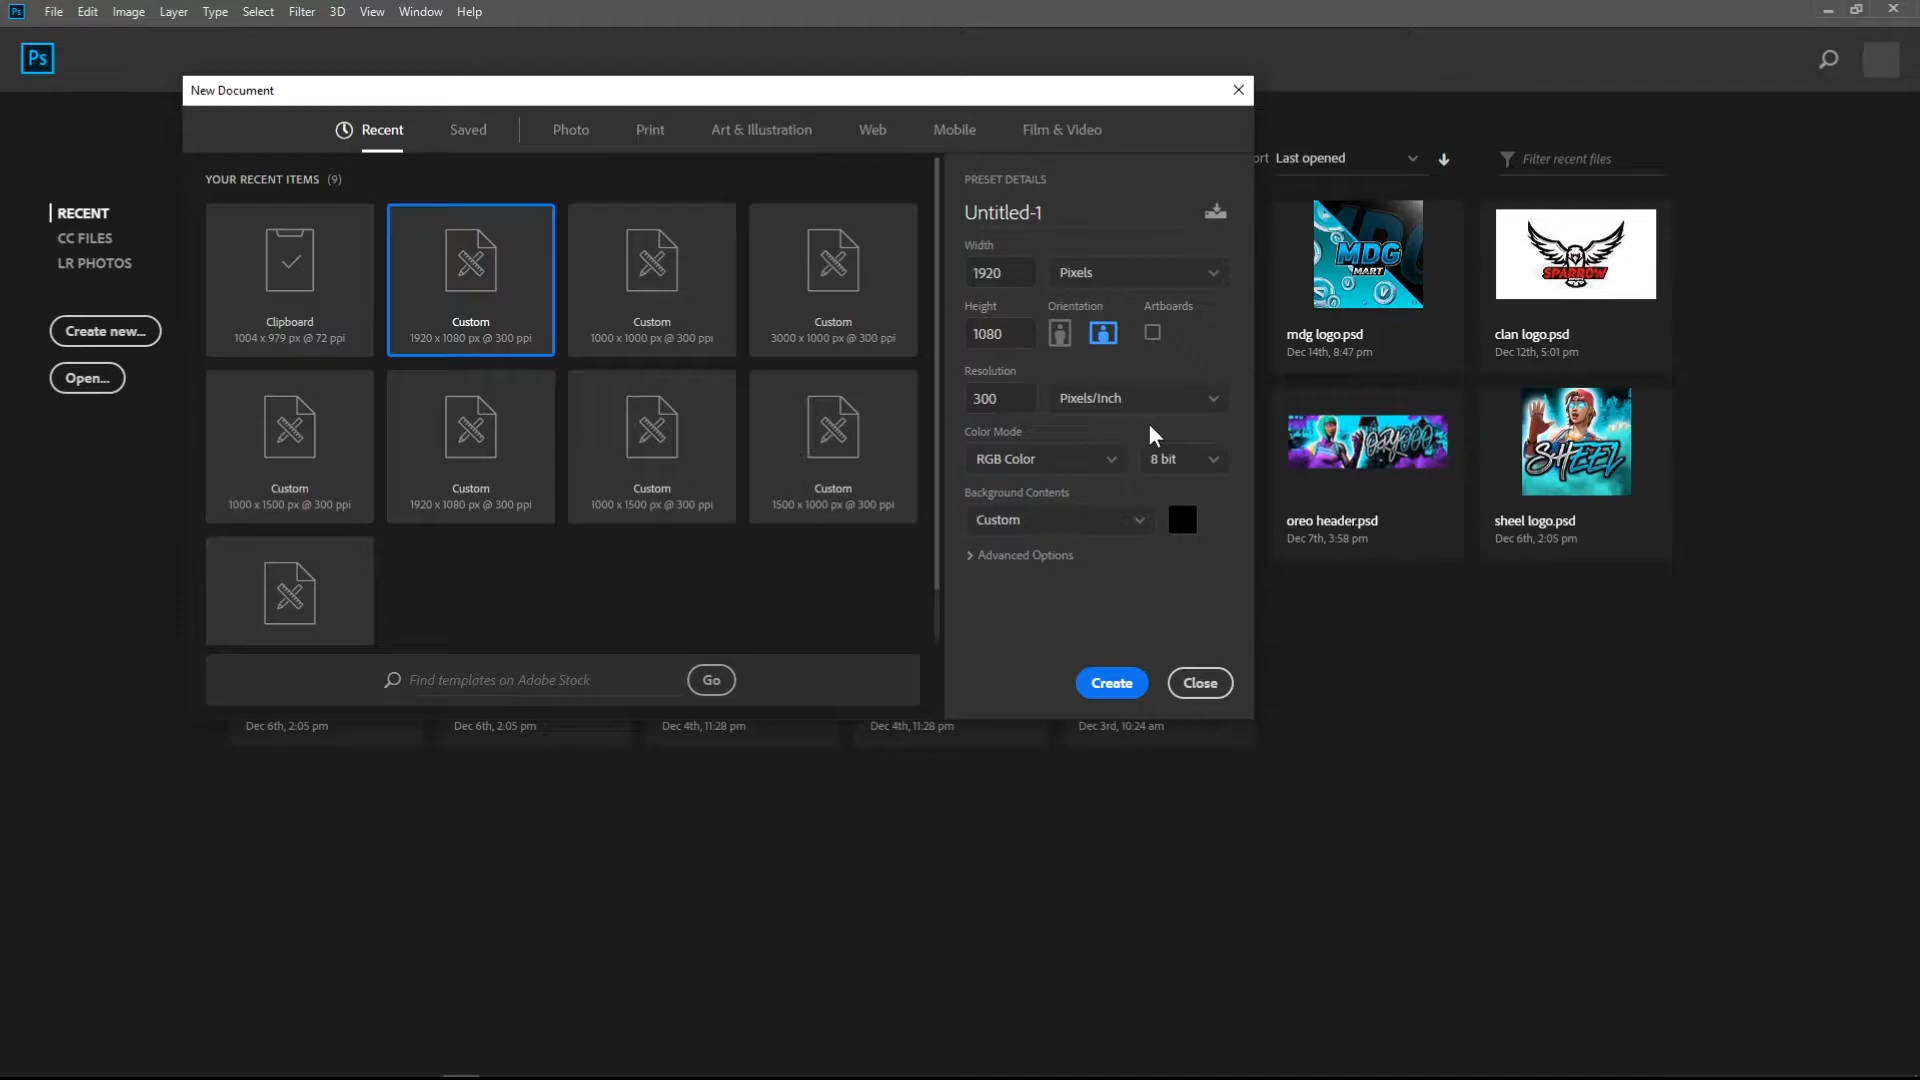 Ps File Edit Image Layer Type Select Filter 3D View Window Help
Ps
New Document
Recent Saved Photo Print Art & Illustration Web Mobile Film & Video
YOUR RECENT ITEMS (9)
Clipboard
1004 x 979 px @ 72 ppi
Custom
1920 x 1080 px @ 300 ppi
Custom
1000 x 1000 px @ 300 ppi
Custom
3000 x 1000 px @ 300 ppi
Custom
1000 x 1500 px @ 300 ppi
Custom
1920 x 1080 px @ 300 ppi
Custom
1000 x 1500 px @ 300 ppi
Custom
1500 x 1000 px @ 300 ppi
Find templates on Adobe Stock Go
PRESET DETAILS
Untitled-1
Width
1920 Pixels
Height Orientation Artboards
1080
Resolution
300 Pixels/Inch
Color Mode
RGB Color 8 bit
Background Contents
Custom
Advanced Options
Create Close
RECENT
CC FILES
LR PHOTOS
Create new...
Open...
ort Last opened Filter recent files
MDG
MART
mdg logo.psd
Dec 14th, 8:47 pm
SPARROW
clan logo.psd
Dec 12th, 5:01 pm
oreo header.psd
Dec 7th, 3:58 pm
SHEEL
sheel logo.psd
Dec 6th, 2:05 pm
Dec 6th, 2:05 pm
Dec 6th, 2:05 pm
Dec 4th, 11:28 pm
Dec 4th, 11:28 pm
Dec 3rd, 10:24 am